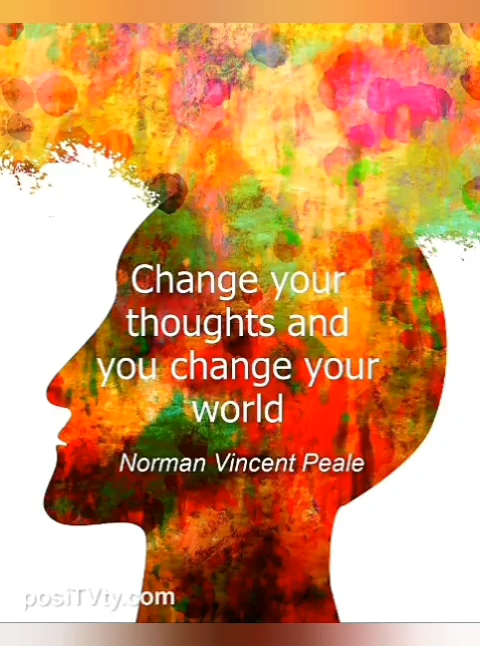 Change your
thoughts and
you change your
world
Norman Vincent Peale
posiTVty.com